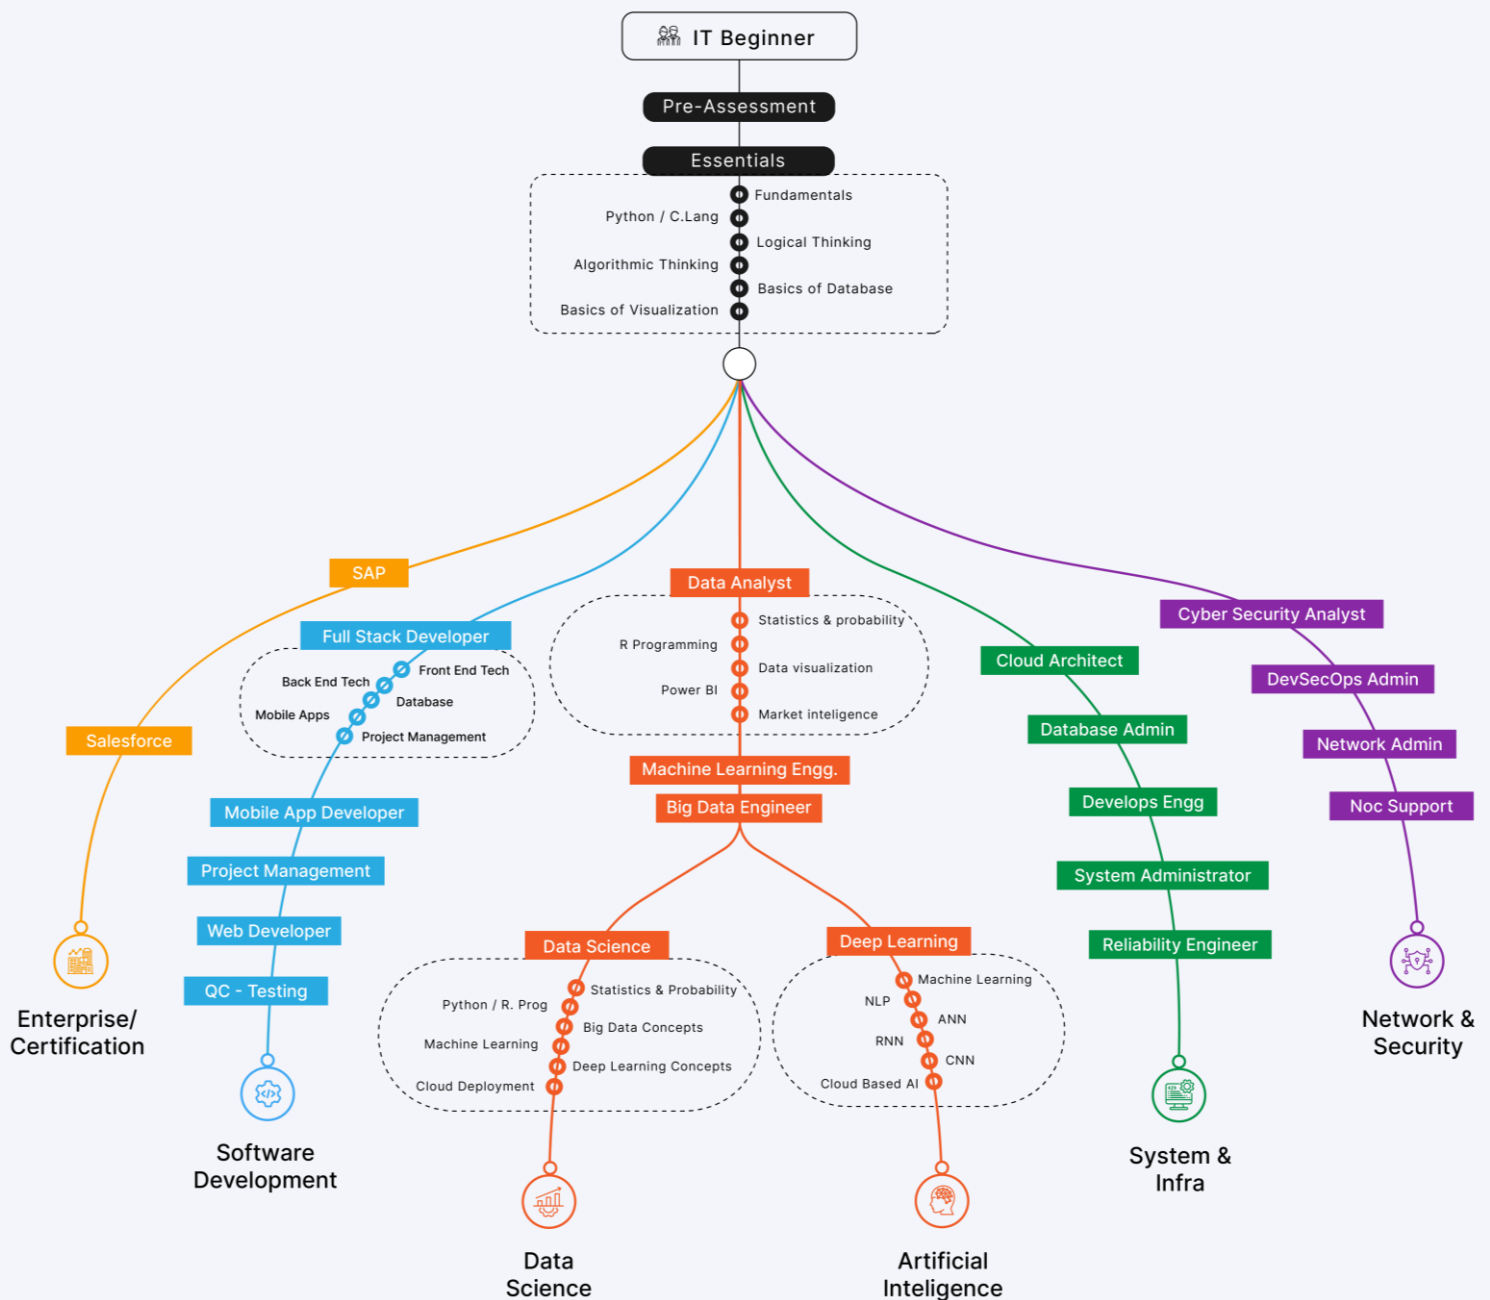 IT Beginner
Pre-Assessment
Essentials
Fundamentals
Python / C.Lang
Logical Thinking
Algorithmic Thinking
Basics of Database
Basics of Visualization
SAP
Salesforce
Enterprise/
Certification
Full Stack Developer
Front End Tech
Back End Tech
Database
Mobile Apps
Project Management
Mobile App Developer
Project Management
Web Developer
QC - Testing
Software
Development
Data Analyst
Statistics & probability
R Programming
Data visualization
Power BI
Market inteligence
Machine Learning Engg.
Big Data Engineer
Data Science
Statistics & Probability
Python / R. Prog
Big Data Concepts
Machine Learning
Deep Learning Concepts
Cloud Deployment
Data
Science
Deep Learning
Machine Learning
NLP
ANN
RNN
CNN
Cloud Based AI
Artificial
Inteligence
Cloud Architect
Database Admin
Develops Engg
System Administrator
Reliability Engineer
System &
Infra
Cyber Security Analyst
DevSecOps Admin
Network Admin
Noc Support
Network &
Security